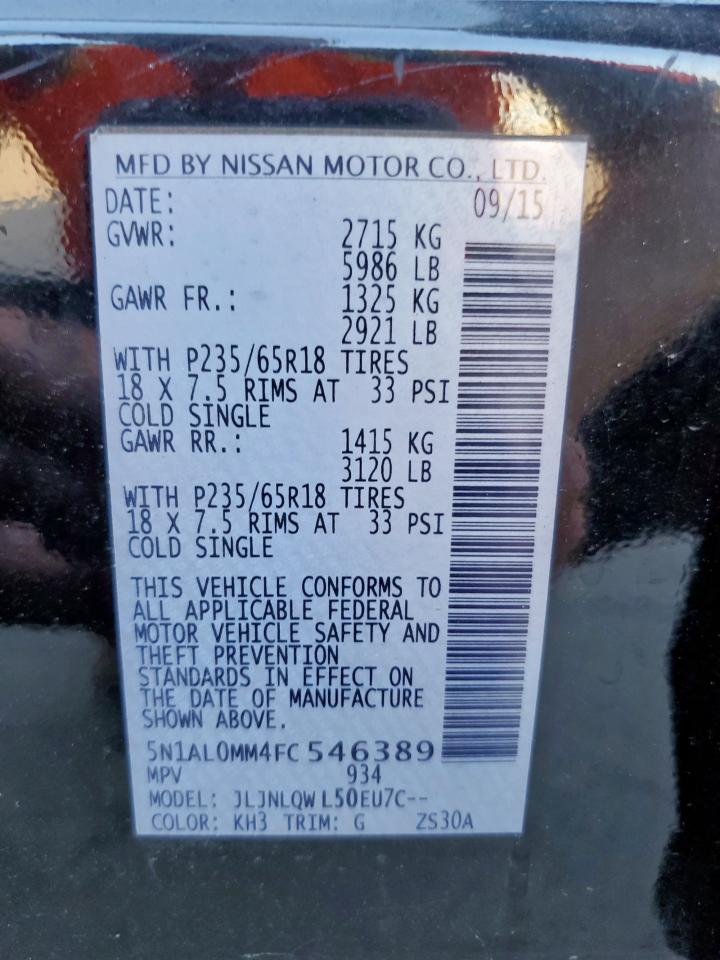 MFD BY NISSAN MOTOR CO., LTD.
DATE: 09/15
GVWR: 2715 KG
5986 LB
GAWR FR.: 1325 KG
2921 LB
WITH P235/65R18 TIRES
18 X 7.5 RIMS AT 33 PSI
COLD SINGLE
GAWR RR.: 1415 KG
3120 LB
WITH P235/65R18 TIRES
18 X 7.5 RIMS AT 33 PSI
COLD SINGLE
THIS VEHICLE CONFORMS TO
ALL APPLICABLE FEDERAL
MOTOR VEHICLE SAFETY AND
THEFT PREVENTION
STANDARDS IN EFFECT ON
THE DATE OF MANUFACTURE
SHOWN ABOVE.
5N1AL0MM4FC546389
MPV 934
MODEL: JLJNLQW L50EU7C--
COLOR: KH3 TRIM: G ZS30A